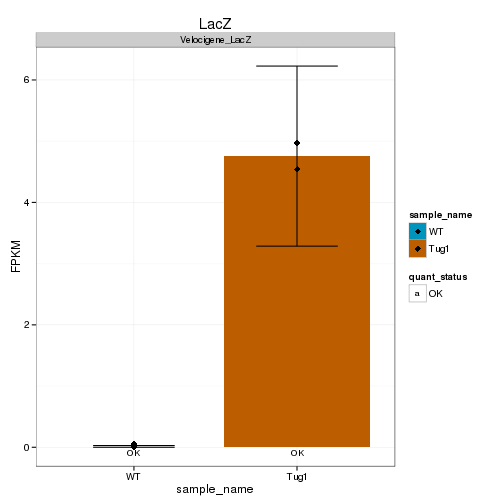 LacZ
Velocigene_LacZ
FPKM
6
4
2
0
OK
OK
WT
Tug1
sample_name
sample_name
WT
Tug1
quant_status
a OK